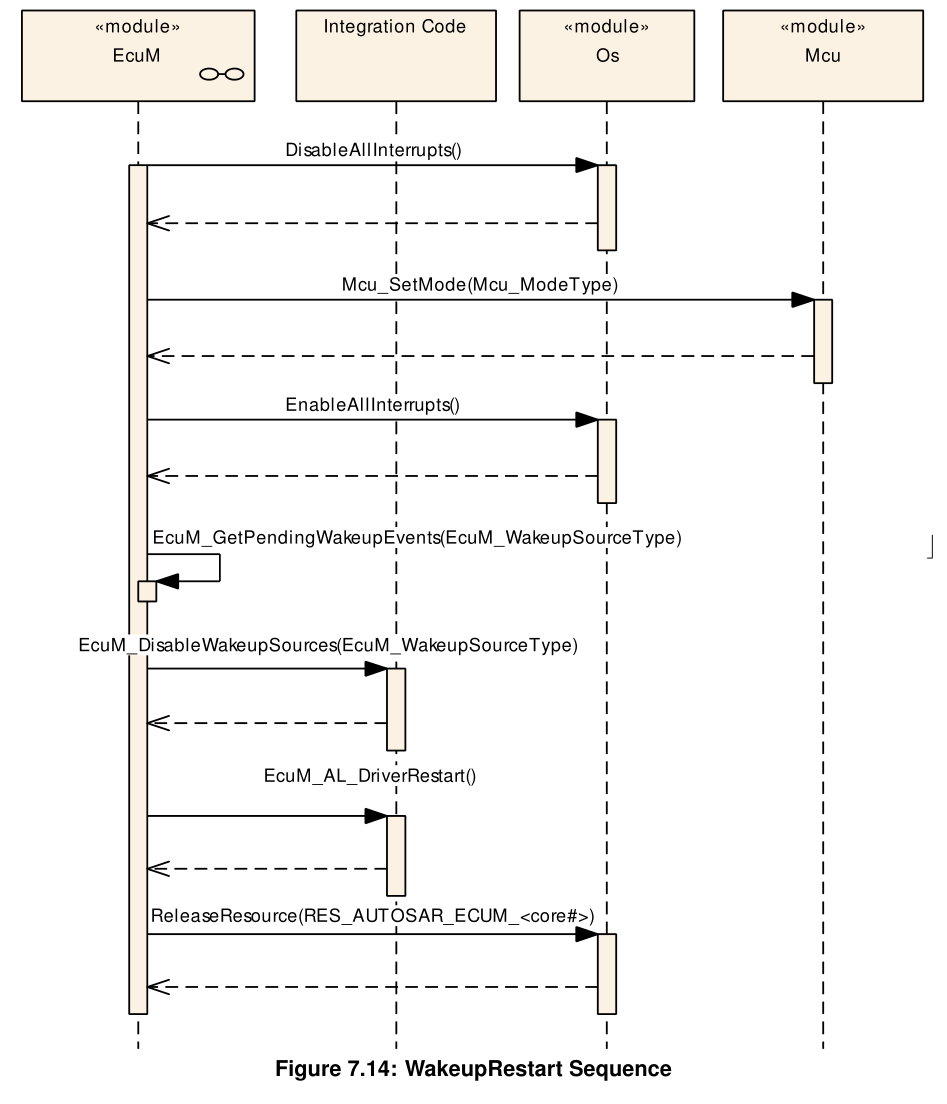 «module»
EcuM
Integration Code
«module»
Os
«module»
Mcu
DisableAllInterrupts()
Mcu_SetMode(Mcu_ModeType)
EnableAllInterrupts()
EcuM_GetPendingWakeupEvents(EcuM_WakeupSourceType)
⌋
EcuM_DisableWakeupSources(EcuM_WakeupSourceType)
EcuM_AL_DriverRestart()
ReleaseResource(RES_AUTOSAR_ECUM_<core#>)
Figure 7.14: WakeupRestart Sequence